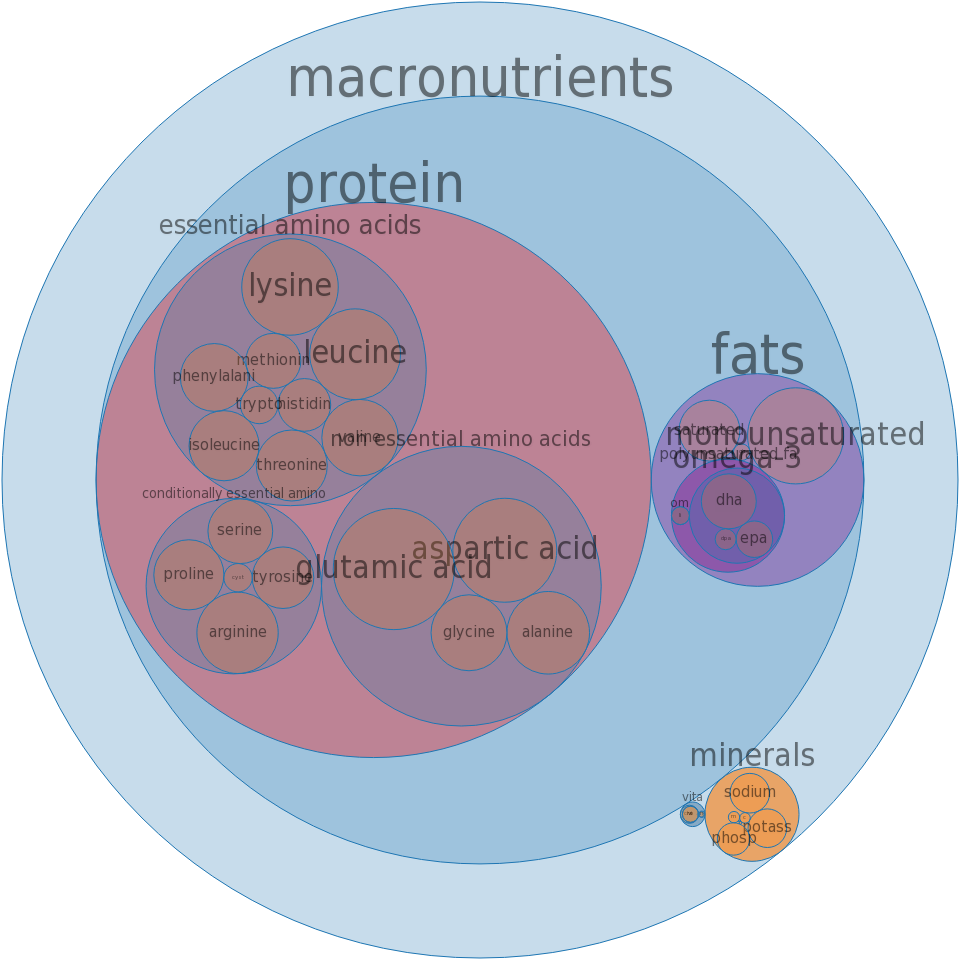 macronutrients
protein
essential amino acids
lysine
leucine
methionin
phenylalani
trypto
histidin
isoleucine
valine
threonine
non essential amino acids
conditionally essential amino
serine
proline
cyst
tyrosine
arginine
aspartic acid
glutamic acid
glycine
alanine
fats
saturated
monounsaturated
polyunsaturated fa
omega-3
om
dha
dpa
epa
minerals
vita
sodium
m
c
potass
phosp